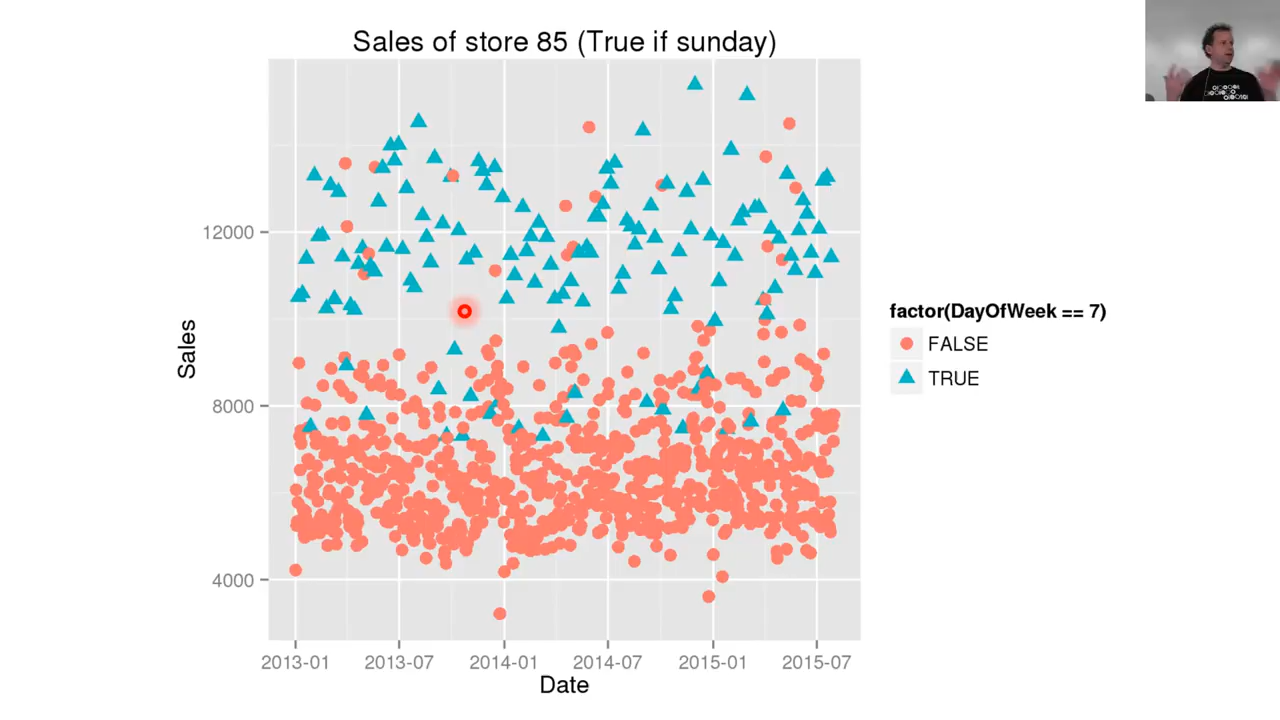 Sales of store 85 (True if sunday)
12000
8000
4000
Sales
2013-01 2013-07 2014-01 2014-07 2015-01 2015-07
Date
factor(DayOfWeek == 7)
FALSE
TRUE